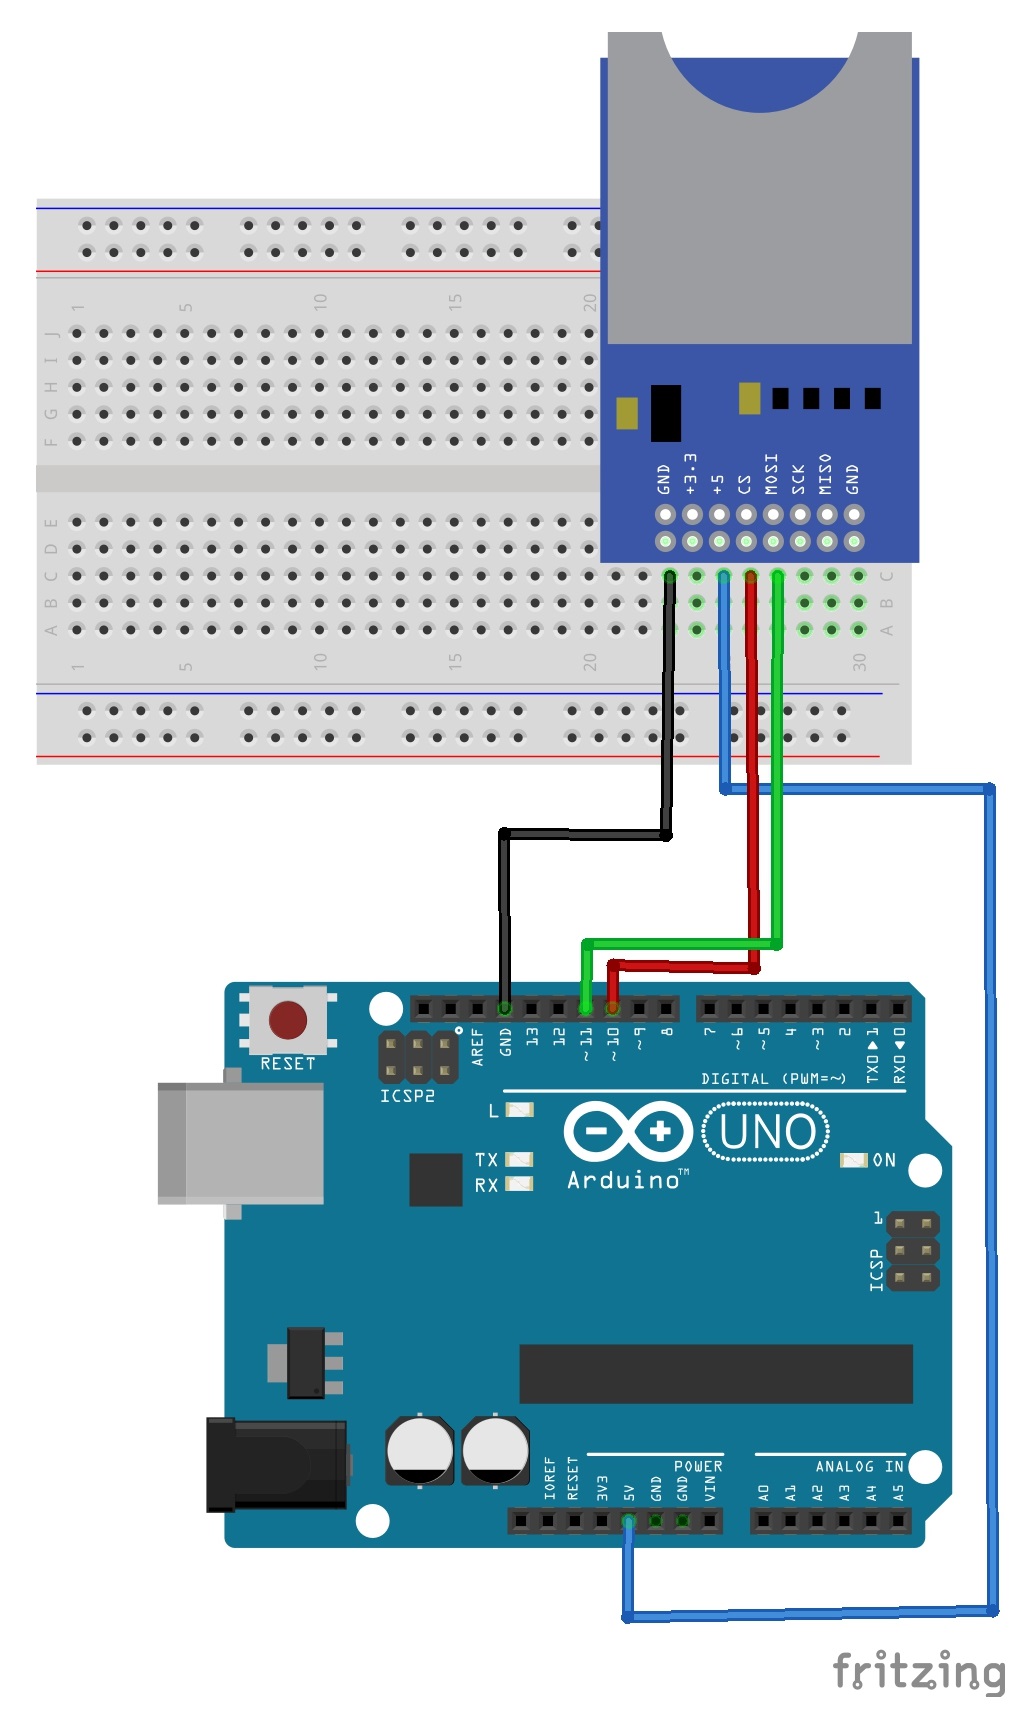 1 5 10 15 20
J
I
H
G
F
GND +3.3 +5 CS MOSI SCK MISO GND
E
D
C C
B B
A A
1 5 10 15 20 30
RESET
ICSP2
AREF GND 13 12 ~11 ~10 ~9 8 7 ~6 ~5 4 ~3 2 TX0▶1 RX0◀0
DIGITAL (PWM=~)
L
TX
RX
UNO
Arduino™
ON
1
ICSP
POWER
ANALOG IN
IOREF RESET 3V3 5V GND GND VIN A0 A1 A2 A3 A4 A5
fritzing